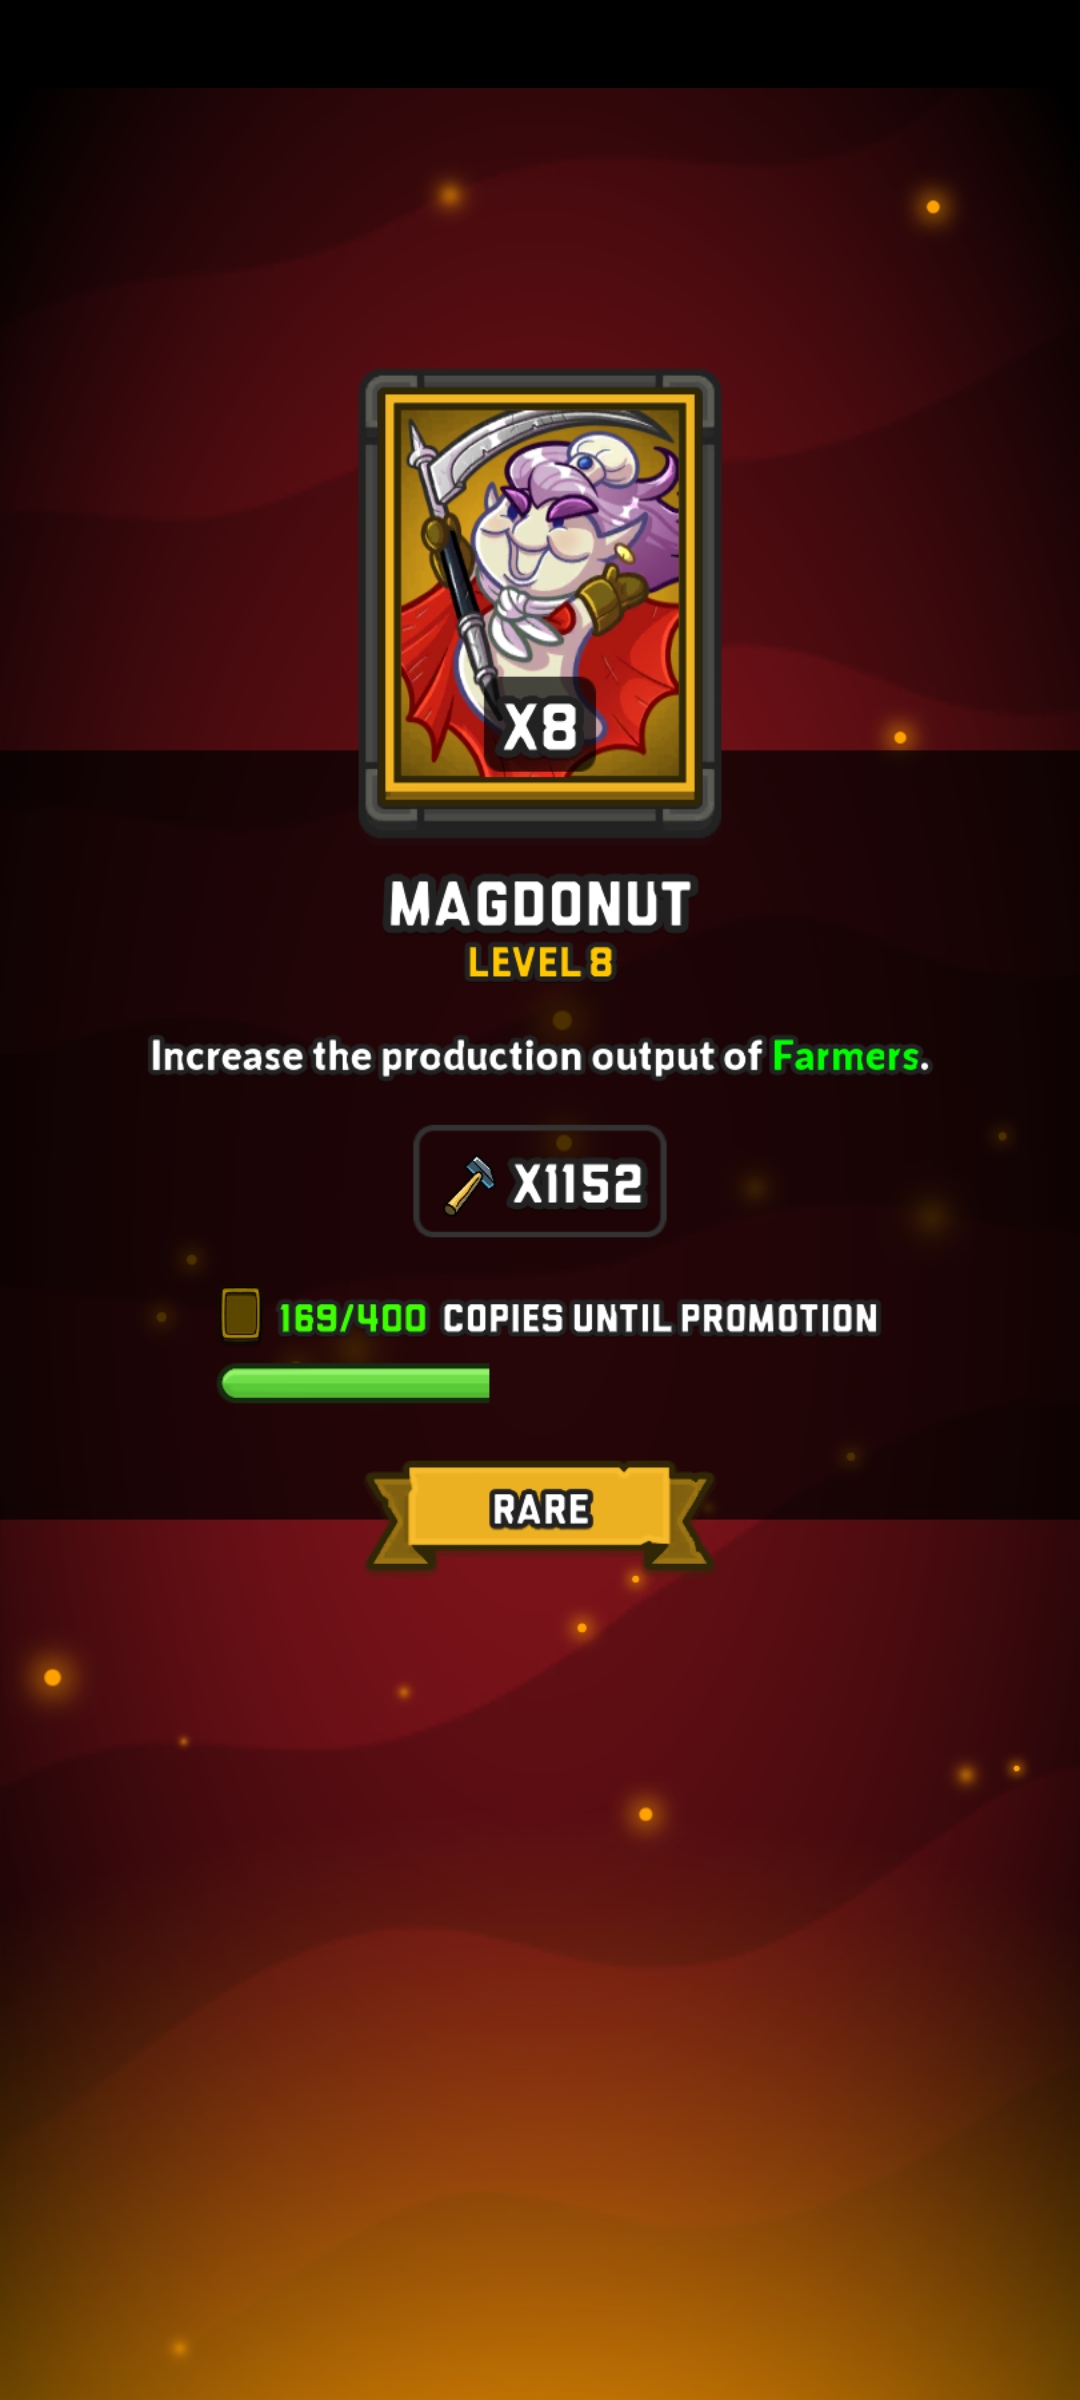 X8
MAGDONUT
LEVEL 8
Increase the production output of Farmers.
X1152
169/400 COPIES UNTIL PROMOTION
RARE